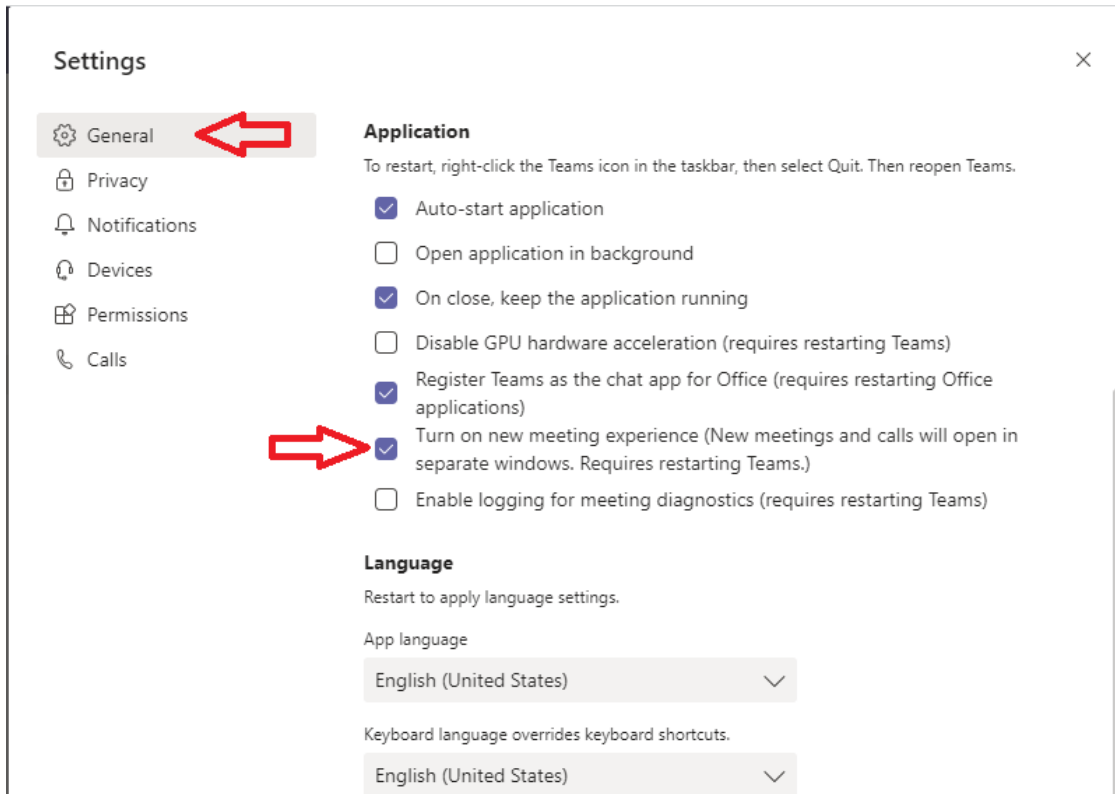 Settings
General
Privacy
Notifications
Devices
Permissions
Calls
Application
To restart, right-click the Teams icon in the taskbar, then select Quit. Then reopen Teams.
Auto-start application
Open application in background
On close, keep the application running
Disable GPU hardware acceleration (requires restarting Teams)
Register Teams as the chat app for Office (requires restarting Office
applications)
Turn on new meeting experience (New meetings and calls will open in
separate windows. Requires restarting Teams.)
Enable logging for meeting diagnostics (requires restarting Teams)
Language
Restart to apply language settings.
App language
English (United States)
Keyboard language overrides keyboard shortcuts.
English (United States)